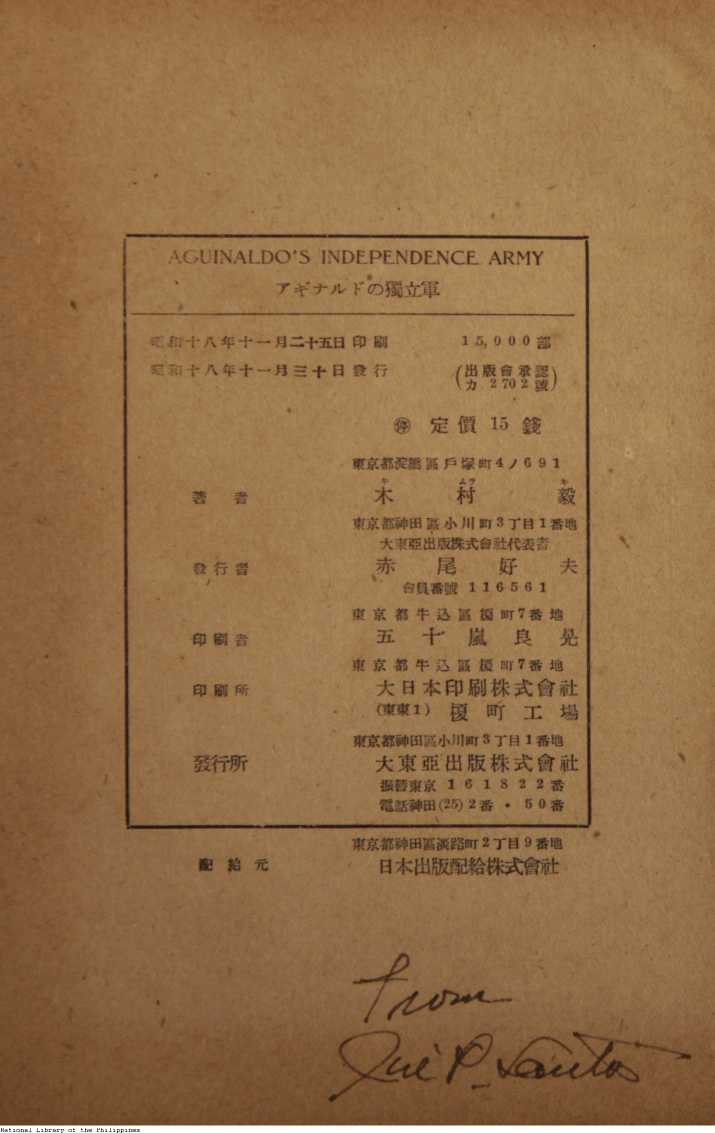 AGUINALDO'S INDEPENDENCE ARMY
アギナルドの獨立軍
昭和十八年十一月二十五日印刷 15,000部
昭和十八年十一月三十日發行 (出版會承認 カ2702號)
㊞ 定價15錢
東京都淀橋區戶塚町4ノ691
著者 木村毅
キ ムラ キ
東京都神田區小川町3丁目1番地
大東亞出版株式會社代表者
發行者 赤尾好夫
會員番號 116561
東京都牛込區榎町7番地
印刷者 五十嵐良晃
東京都牛込區榎町7番地
印刷所 大日本印刷株式會社
(東東1) 榎町工場
東京都神田區小川町3丁目1番地
發行所 大東亞出版株式會社
振替東京 161822番
電話神田(25)2番・50番
東京都神田區淡路町2丁目9番地
配給元 日本出版配給株式會社
From
José P. Santos
National Library of the Philippines